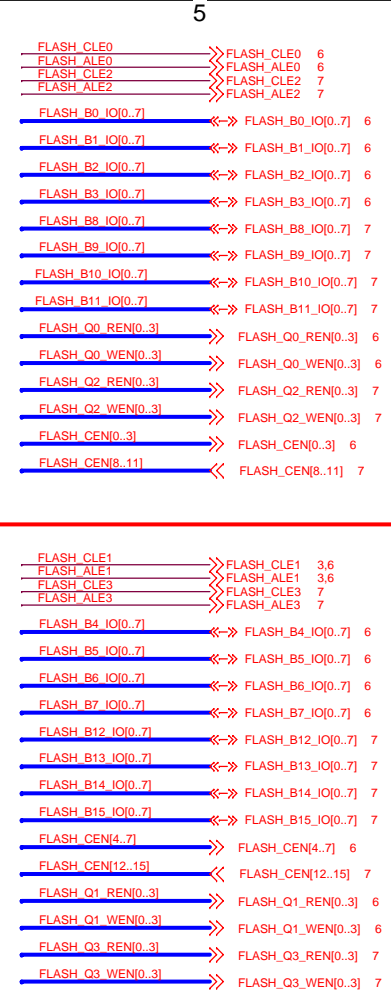 5
FLASH_CLE0 FLASH_CLE0 6
FLASH_ALE0 FLASH_ALE0 6
FLASH_CLE2 FLASH_CLE2 7
FLASH_ALE2 FLASH_ALE2 7
FLASH_B0_IO[0..7] FLASH_B0_IO[0..7] 6
FLASH_B1_IO[0..7] FLASH_B1_IO[0..7] 6
FLASH_B2_IO[0..7] FLASH_B2_IO[0..7] 6
FLASH_B3_IO[0..7] FLASH_B3_IO[0..7] 6
FLASH_B8_IO[0..7] FLASH_B8_IO[0..7] 7
FLASH_B9_IO[0..7] FLASH_B9_IO[0..7] 7
FLASH_B10_IO[0..7] FLASH_B10_IO[0..7] 7
FLASH_B11_IO[0..7] FLASH_B11_IO[0..7] 7
FLASH_Q0_REN[0..3] FLASH_Q0_REN[0..3] 6
FLASH_Q0_WEN[0..3] FLASH_Q0_WEN[0..3] 6
FLASH_Q2_REN[0..3] FLASH_Q2_REN[0..3] 7
FLASH_Q2_WEN[0..3] FLASH_Q2_WEN[0..3] 7
FLASH_CEN[0..3] FLASH_CEN[0..3] 6
FLASH_CEN[8..11] FLASH_CEN[8..11] 7
FLASH_CLE1 FLASH_CLE1 3,6
FLASH_ALE1 FLASH_ALE1 3,6
FLASH_CLE3 FLASH_CLE3 7
FLASH_ALE3 FLASH_ALE3 7
FLASH_B4_IO[0..7] FLASH_B4_IO[0..7] 6
FLASH_B5_IO[0..7] FLASH_B5_IO[0..7] 6
FLASH_B6_IO[0..7] FLASH_B6_IO[0..7] 6
FLASH_B7_IO[0..7] FLASH_B7_IO[0..7] 6
FLASH_B12_IO[0..7] FLASH_B12_IO[0..7] 7
FLASH_B13_IO[0..7] FLASH_B13_IO[0..7] 7
FLASH_B14_IO[0..7] FLASH_B14_IO[0..7] 7
FLASH_B15_IO[0..7] FLASH_B15_IO[0..7] 7
FLASH_CEN[4..7] FLASH_CEN[4..7] 6
FLASH_CEN[12..15] FLASH_CEN[12..15] 7
FLASH_Q1_REN[0..3] FLASH_Q1_REN[0..3] 6
FLASH_Q1_WEN[0..3] FLASH_Q1_WEN[0..3] 6
FLASH_Q3_REN[0..3] FLASH_Q3_REN[0..3] 7
FLASH_Q3_WEN[0..3] FLASH_Q3_WEN[0..3] 7